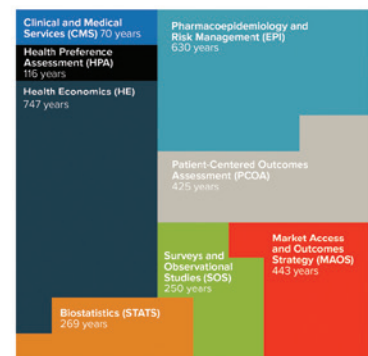 Clinical and Medical
Services (CMS) 70 years
Health Preference
Assessment (HPA)
116 years
Health Economics (HE)
747 years
Pharmacoepidemiology and
Risk Management (EPI)
630 years
Patient-Centered Outcomes
Assessment (PCOA)
425 years
Surveys and
Observational
Studies (SOS)
250 years
Market Access
and Outcomes
Strategy (MAOS)
443 years
Biostatistics (STATS)
269 years